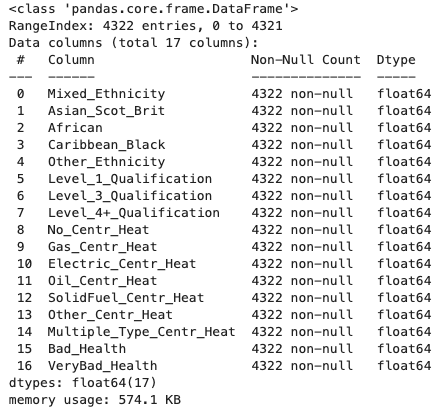 <class 'pandas.core.frame.DataFrame'>
RangeIndex: 4322 entries, 0 to 4321
Data columns (total 17 columns):
 #   Column                   Non-Null Count  Dtype
---  ------                   --------------  -----
 0   Mixed_Ethnicity          4322 non-null   float64
 1   Asian_Scot_Brit          4322 non-null   float64
 2   African                  4322 non-null   float64
 3   Caribbean_Black          4322 non-null   float64
 4   Other_Ethnicity          4322 non-null   float64
 5   Level_1_Qualification    4322 non-null   float64
 6   Level_3_Qualification    4322 non-null   float64
 7   Level_4+_Qualification   4322 non-null   float64
 8   No_Centr_Heat            4322 non-null   float64
 9   Gas_Centr_Heat           4322 non-null   float64
 10  Electric_Centr_Heat      4322 non-null   float64
 11  Oil_Centr_Heat           4322 non-null   float64
 12  SolidFuel_Centr_Heat     4322 non-null   float64
 13  Other_Centr_Heat         4322 non-null   float64
 14  Multiple_Type_Centr_Heat 4322 non-null   float64
 15  Bad_Health               4322 non-null   float64
 16  VeryBad_Health           4322 non-null   float64
dtypes: float64(17)
memory usage: 574.1 KB